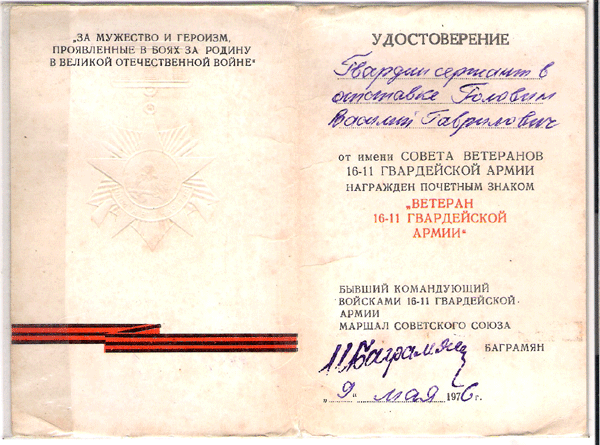 „ЗА МУЖЕСТВО И ГЕРОИЗМ,
ПРОЯВЛЕННЫЕ В БОЯХ ЗА РОДИНУ
В ВЕЛИКОЙ ОТЕЧЕСТВЕННОЙ ВОЙНЕ“
УДОСТОВЕРЕНИЕ
Гвардии сержант в
отставке Головин
Василий Гаврилович
от имени СОВЕТА ВЕТЕРАНОВ
16-11 ГВАРДЕЙСКОЙ АРМИИ
НАГРАЖДЕН ПОЧЕТНЫМ ЗНАКОМ
„ВЕТЕРАН
16-11 ГВАРДЕЙСКОЙ
АРМИИ“
БЫВШИЙ КОМАНДУЮЩИЙ
ВОЙСКАМИ 16-11 ГВАРДЕЙСКОЙ
АРМИИ
МАРШАЛ СОВЕТСКОГО СОЮЗА
И Баграмян БАГРАМЯН
„9“ мая 1976 г.